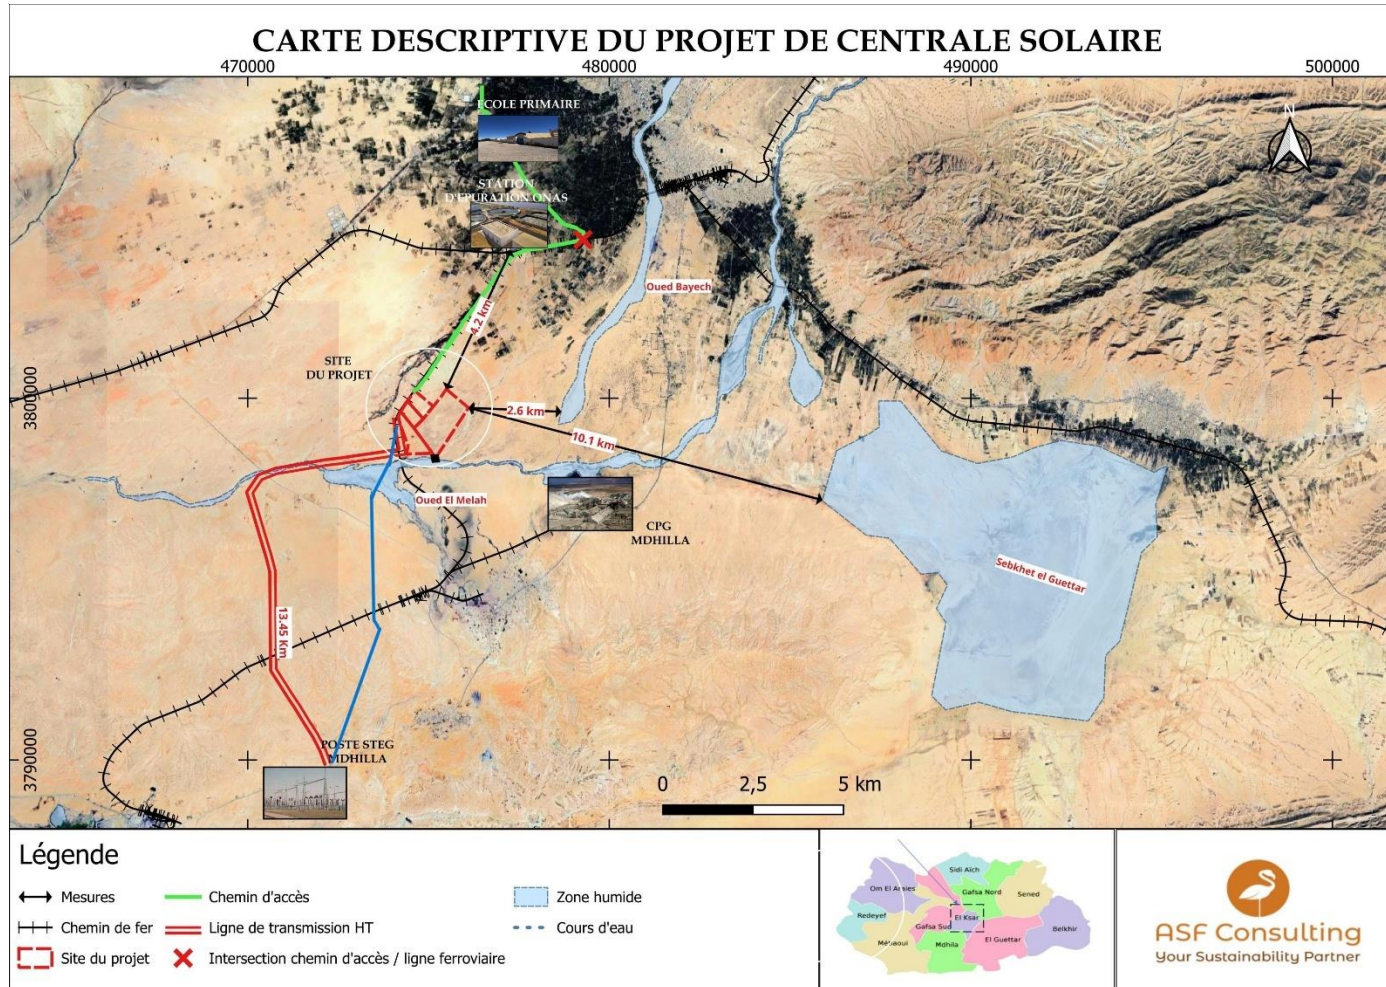 CARTE DESCRIPTIVE DU PROJET DE CENTRALE SOLAIRE
470000
480000
490000
500000
ECOLE PRIMAIRE
N
STATION
D'EPURATION ONAS
Oued Bayech
4.2 km
SITE
DU PROJET
3800000
2.6 km
10.1 km
Oued El Melah
CPG
MDHILLA
Sebkhet el Guettar
13.45 Km
POSTE STEG
MDHILLA
3790000
0 2,5 5 km
Légende
Mesures
Chemin d'accès
Zone humide
Chemin de fer
Ligne de transmission HT
Cours d'eau
Site du projet
Intersection chemin d'accès / ligne ferroviaire
Sidi Aïch
Om El Araies
Gafsa Nord
Sened
Redeyef
El Ksar
Gafsa Sud
Belkhir
Mdhila
El Guettar
ASF Consulting
Your Sustainability Partner